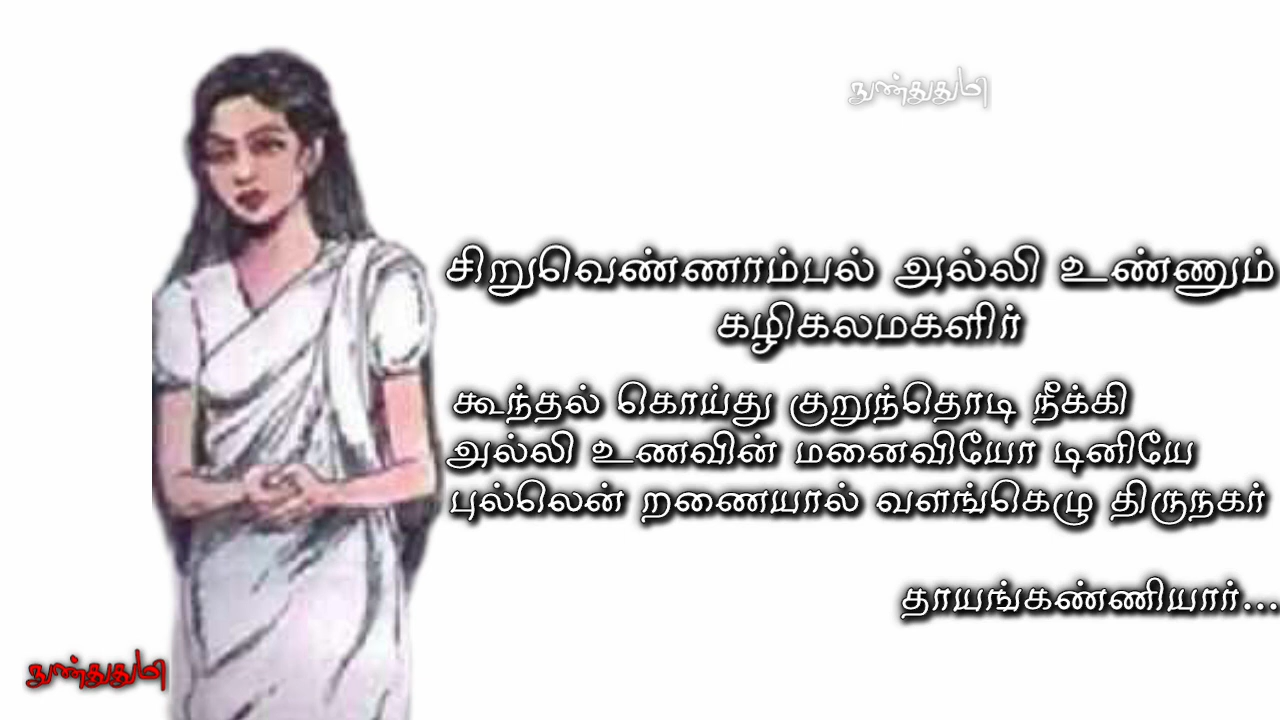 நுண்துதுமி
சிறுவெண்ணாம்பல் அல்லி உண்ணும்
கழிகலமகளிர்
கூந்தல் கொய்து குறுந்தொடி நீக்கி
அல்லி உணவின் மனைவியோ டினியே
புல்லென் றணையால் வளங்கெழு திருநகர்
தாயங்கண்ணியார்...
நுண்துதுமி